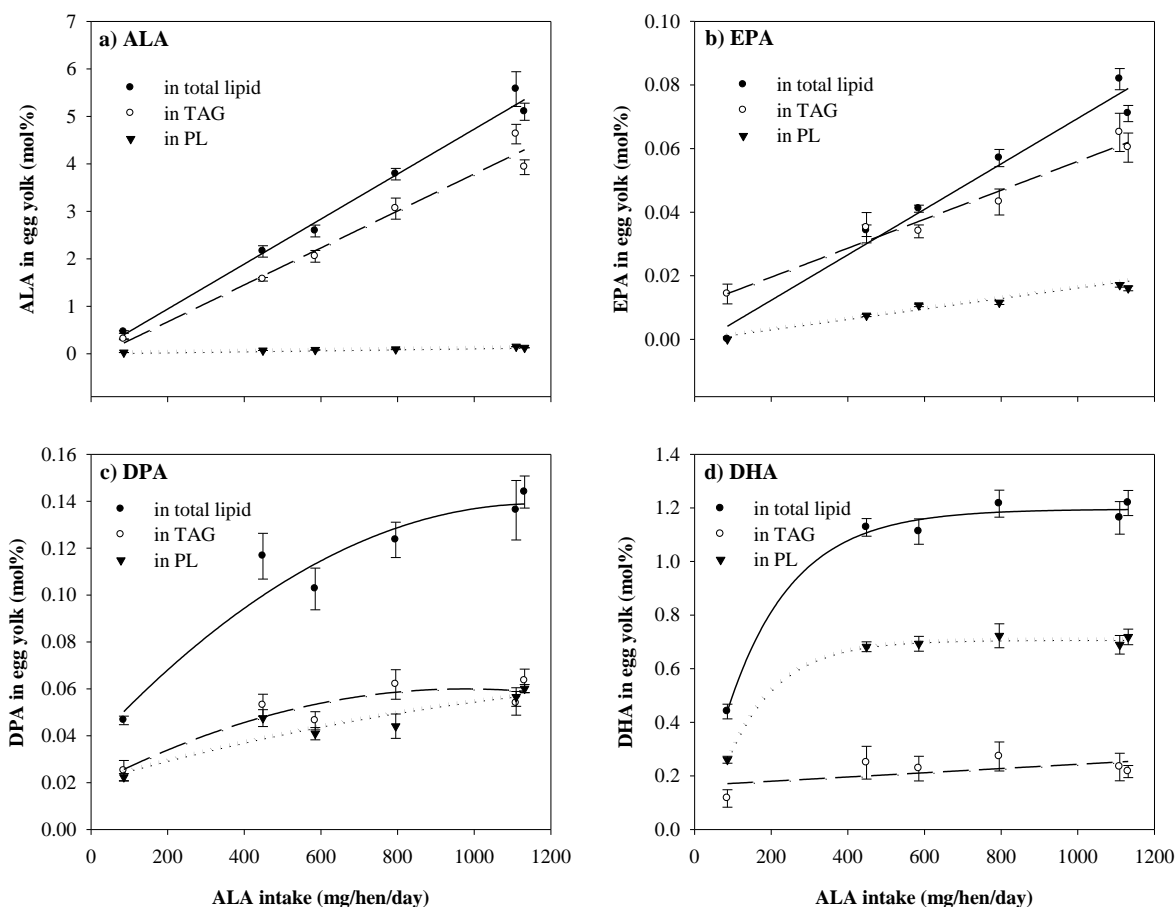 a) ALA
in total lipid
in TAG
in PL
ALA in egg yolk (mol%)
6
5
4
3
2
1
0
b) EPA
in total lipid
in TAG
in PL
EPA in egg yolk (mol%)
0.10
0.08
0.06
0.04
0.02
0.00
c) DPA
in total lipid
in TAG
in PL
DPA in egg yolk (mol%)
0.16
0.14
0.12
0.10
0.08
0.06
0.04
0.02
0.00
0 200 400 600 800 1000 1200
ALA intake (mg/hen/day)
d) DHA
in total lipid
in TAG
in PL
DHA in egg yolk (mol%)
1.4
1.2
1.0
0.8
0.6
0.4
0.2
0.0
0 200 400 600 800 1000 1200
ALA intake (mg/hen/day)